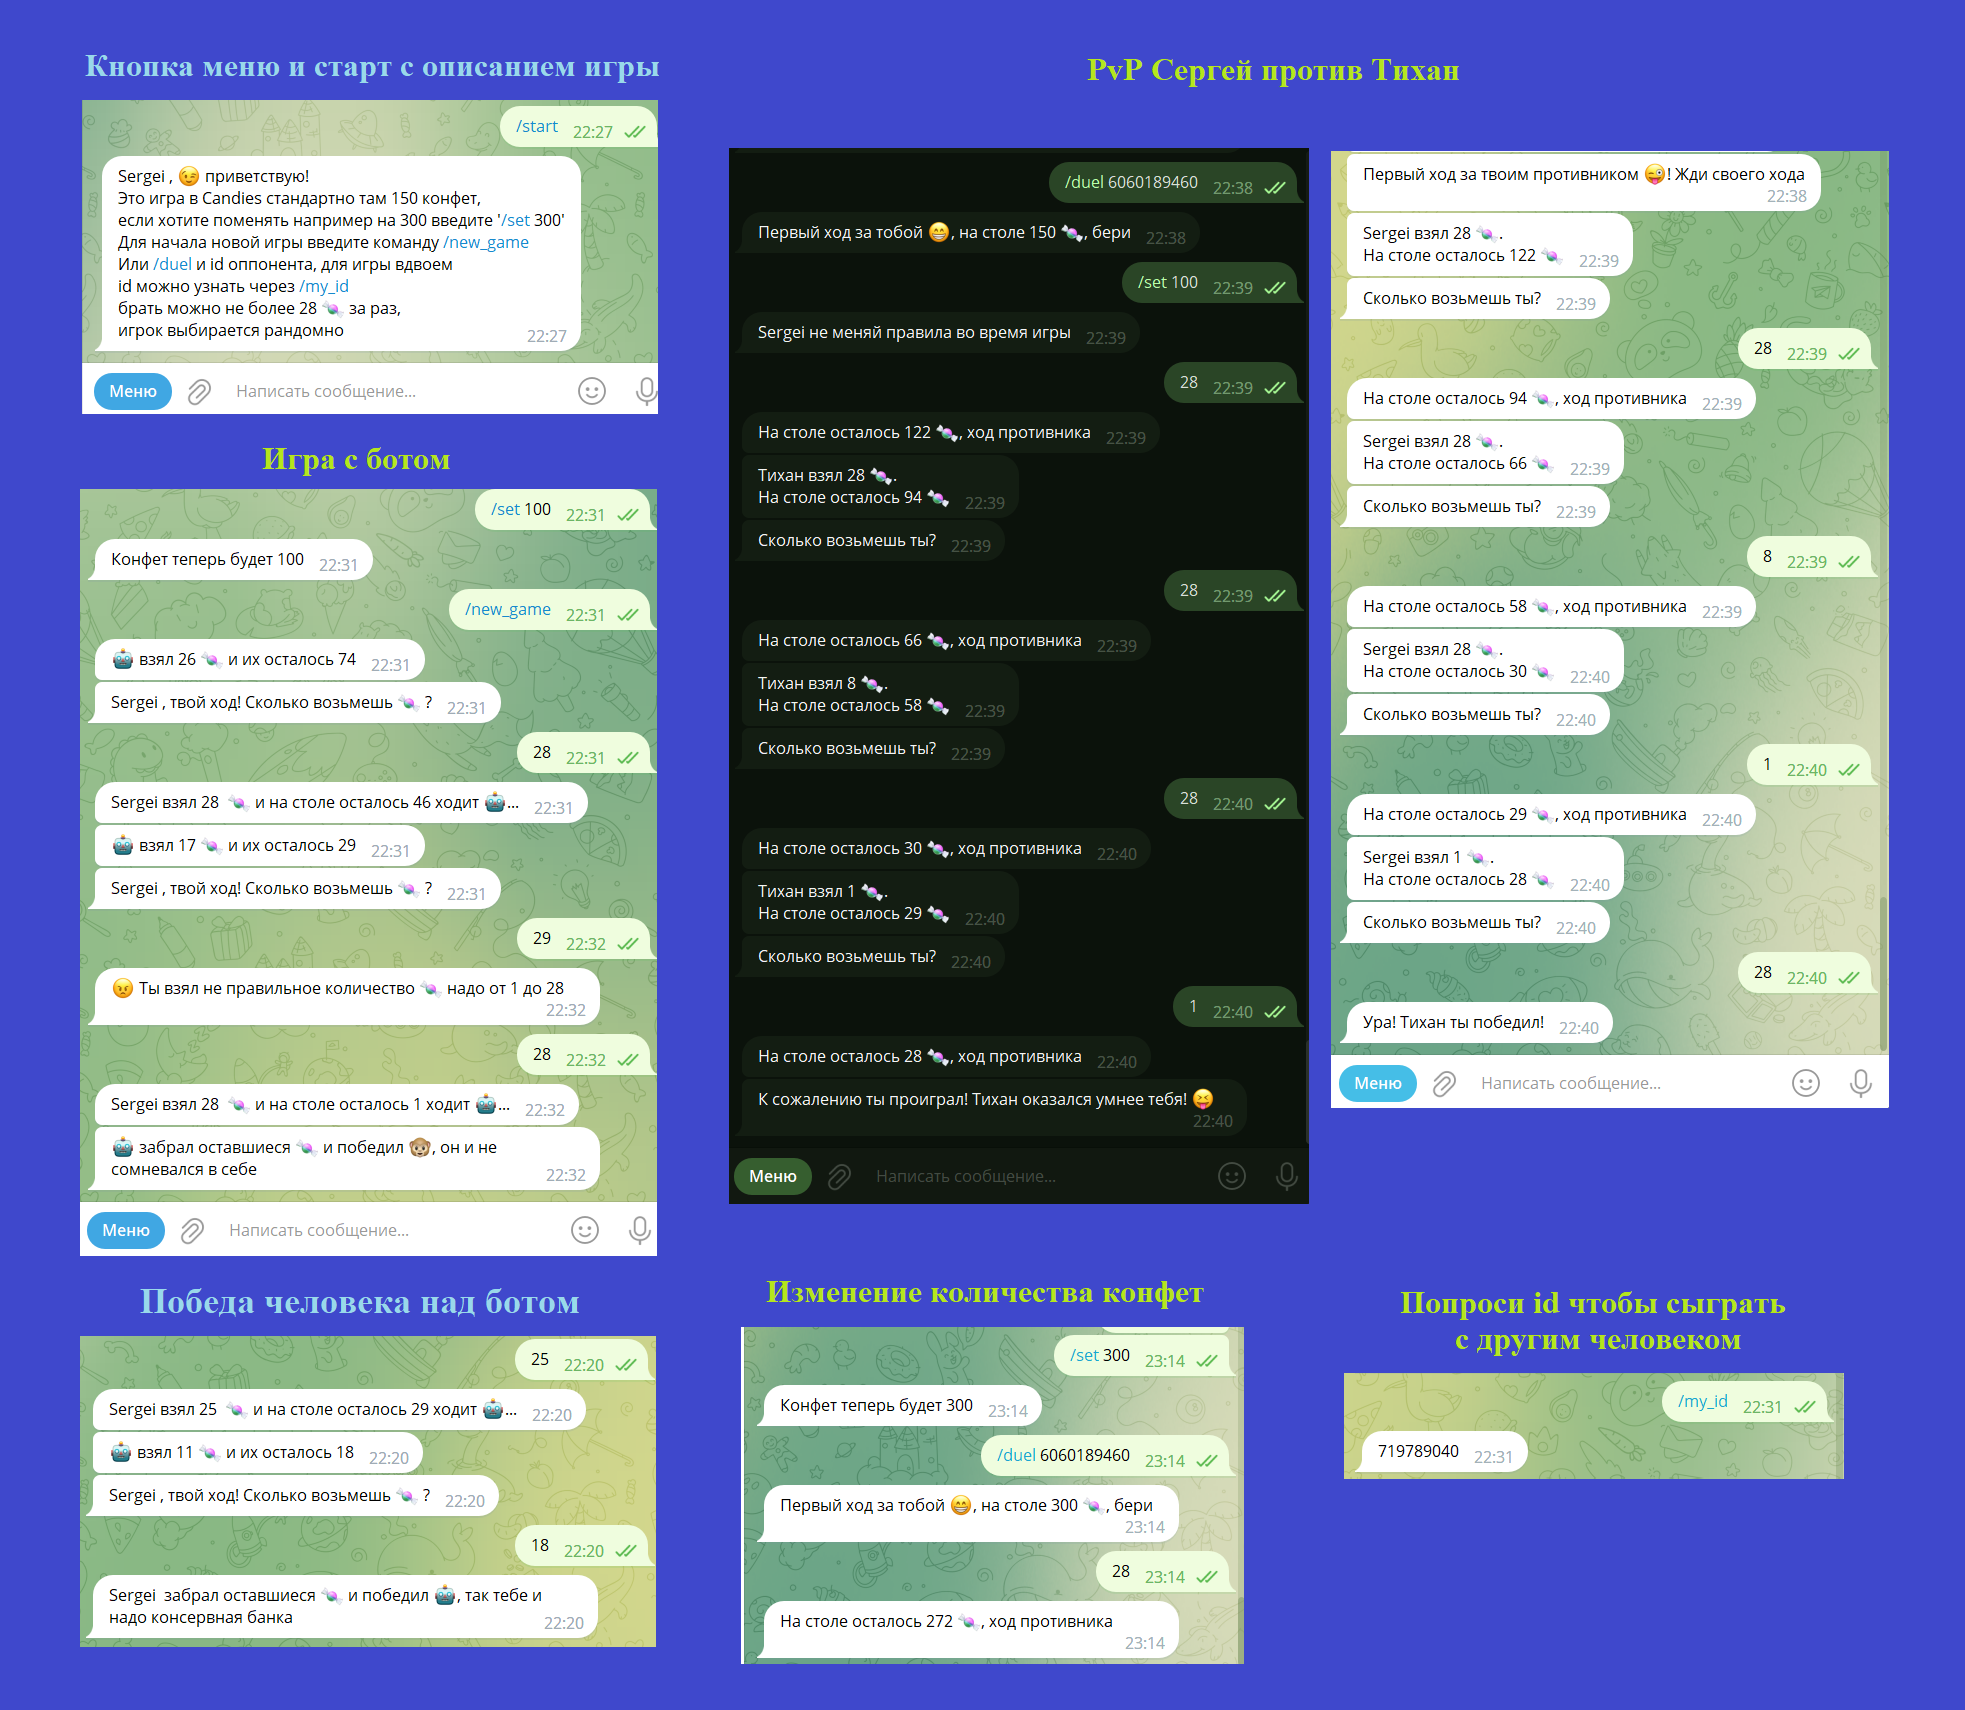 Кнопка меню и старт с описанием игры
/start 22:27
Sergei , 😉 приветствую!
Это игра в Candies стандартно там 150 конфет,
если хотите поменять например на 300 введите '/set 300'
Для начала новой игры введите команду /new_game
Или /duel и id оппонента, для игры вдвоем
id можно узнать через /my_id
брать можно не более 28 🍬 за раз,
игрок выбирается рандомно 22:27
Меню Написать сообщение...
Игра с ботом
/set 100 22:31
Конфет теперь будет 100 22:31
/new_game 22:31
🤖 взял 26 🍬 и их осталось 74 22:31
Sergei , твой ход! Сколько возьмешь 🍬 ? 22:31
28 22:31
Sergei взял 28 🍬 и на столе осталось 46 ходит 🤖... 22:31
🤖 взял 17 🍬 и их осталось 29 22:31
Sergei , твой ход! Сколько возьмешь 🍬 ? 22:31
29 22:32
😠 Ты взял не правильное количество 🍬 надо от 1 до 28
22:32
28 22:32
Sergei взял 28 🍬 и на столе осталось 1 ходит 🤖... 22:32
🤖 забрал оставшиеся 🍬 и победил 🐵, он и не
сомневался в себе 22:32
Меню Написать сообщение...
Победа человека над ботом
25 22:20
Sergei взял 25 🍬 и на столе осталось 29 ходит 🤖... 22:20
🤖 взял 11 🍬 и их осталось 18 22:20
Sergei , твой ход! Сколько возьмешь 🍬 ? 22:20
18 22:20
Sergei забрал оставшиеся 🍬 и победил 🤖, так тебе и
надо консервная банка 22:20
PvP Сергей против Тихан
/duel 6060189460 22:38
Первый ход за тобой 😁, на столе 150 🍬, бери 22:38
/set 100 22:39
Sergei не меняй правила во время игры 22:39
28 22:39
На столе осталось 122 🍬, ход противника 22:39
Тихан взял 28 🍬.
На столе осталось 94 🍬 22:39
Сколько возьмешь ты? 22:39
28 22:39
На столе осталось 66 🍬, ход противника 22:39
Тихан взял 8 🍬.
На столе осталось 58 🍬 22:39
Сколько возьмешь ты? 22:39
28 22:40
На столе осталось 30 🍬, ход противника 22:40
Тихан взял 1 🍬.
На столе осталось 29 🍬 22:40
Сколько возьмешь ты? 22:40
1 22:40
На столе осталось 28 🍬, ход противника 22:40
К сожалению ты проиграл! Тихан оказался умнее тебя! 😝
22:40
Меню Написать сообщение...
Первый ход за твоим противником 😜! Жди своего хода
22:38
Sergei взял 28 🍬.
На столе осталось 122 🍬 22:39
Сколько возьмешь ты? 22:39
28 22:39
На столе осталось 94 🍬, ход противника 22:39
Sergei взял 28 🍬.
На столе осталось 66 🍬 22:39
Сколько возьмешь ты? 22:39
8 22:39
На столе осталось 58 🍬, ход противника 22:39
Sergei взял 28 🍬.
На столе осталось 30 🍬 22:40
Сколько возьмешь ты? 22:40
1 22:40
На столе осталось 29 🍬, ход противника 22:40
Sergei взял 1 🍬.
На столе осталось 28 🍬 22:40
Сколько возьмешь ты? 22:40
28 22:40
Ура! Тихан ты победил! 22:40
Меню Написать сообщение...
Изменение количества конфет
/set 300 23:14
Конфет теперь будет 300 23:14
/duel 6060189460 23:14
Первый ход за тобой 😁, на столе 300 🍬, бери
23:14
28 23:14
На столе осталось 272 🍬, ход противника
23:14
Попроси id чтобы сыграть
с другим человеком
/my_id 22:31
719789040 22:31